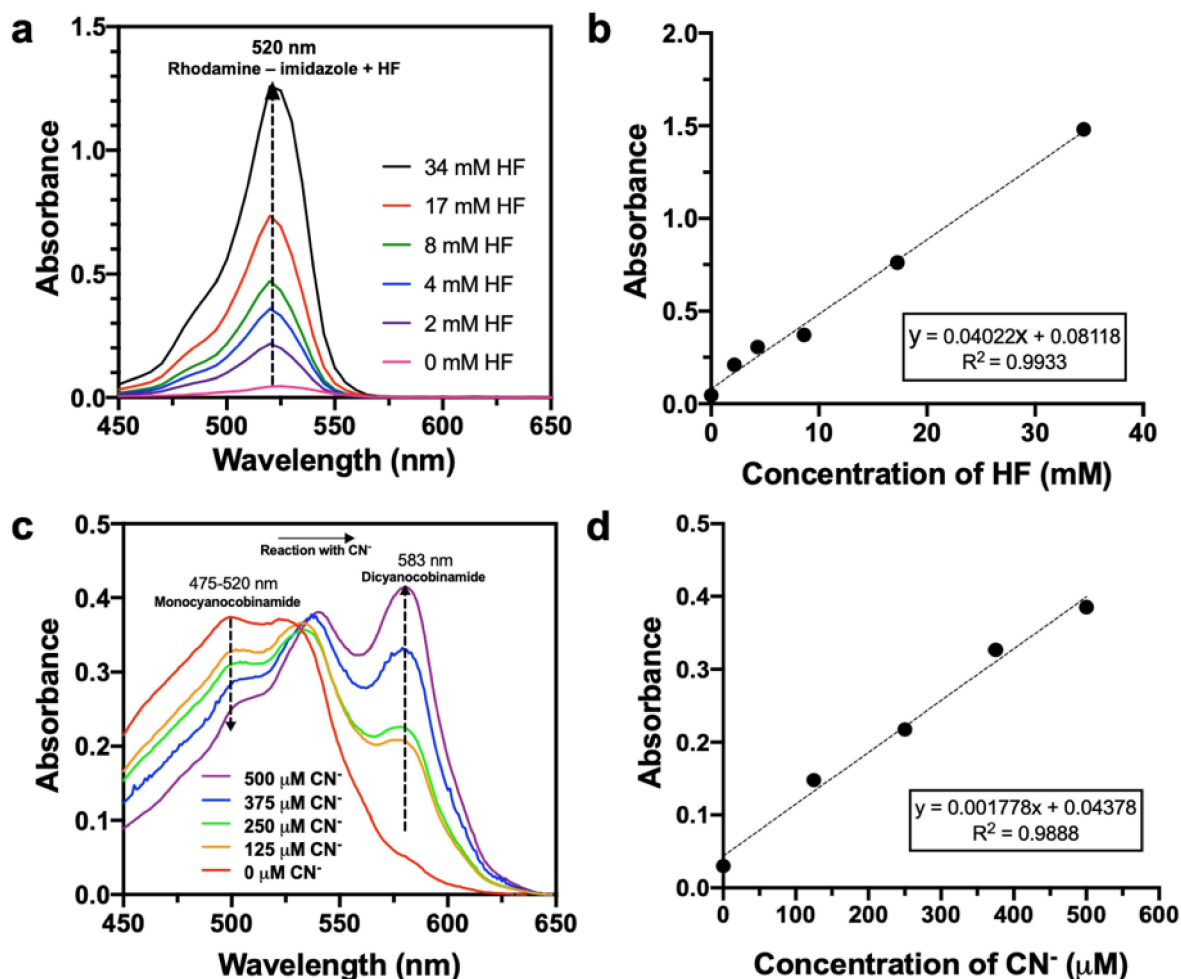 a
1.5
1.0
0.5
0.0
Absorbance
520 nm
Rhodamine – imidazole + HF
34 mM HF
17 mM HF
8 mM HF
4 mM HF
2 mM HF
0 mM HF
450 500 550 600 650
Wavelength (nm)
b
2.0
1.5
1.0
0.5
0.0
Absorbance
y = 0.04022x + 0.08118
R² = 0.9933
0 10 20 30 40
Concentration of HF (mM)
c
0.5
0.4
0.3
0.2
0.1
0.0
Absorbance
Reaction with CN⁻
475-520 nm
Monocyanocobinamide
583 nm
Dicyanocobinamide
500 μM CN⁻
375 μM CN⁻
250 μM CN⁻
125 μM CN⁻
0 μM CN⁻
450 500 550 600 650
Wavelength (nm)
d
0.5
0.4
0.3
0.2
0.1
0.0
Absorbance
y = 0.001778x + 0.04378
R² = 0.9888
0 100 200 300 400 500 600
Concentration of CN⁻ (μM)